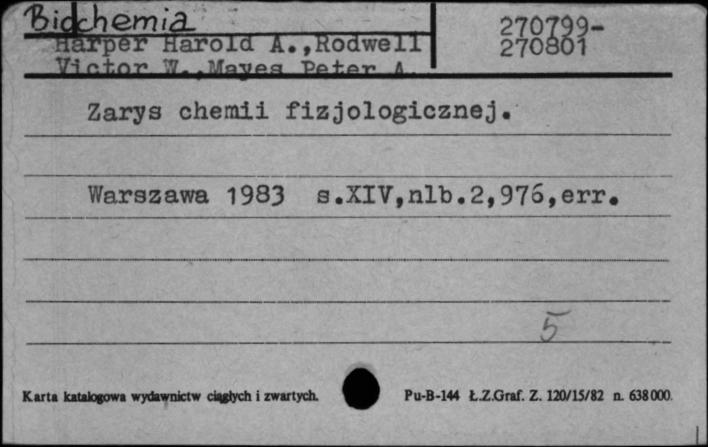 Biochemia
270799-
Harper Harold A.,Rodwell
270801
Victor W.,Mayes Peter A.
Zarys chemii fizjologicznej.
Warszawa 1983 s.XIV,nlb.2,976,err.
5
Karta katalogowa wydawnictw ciągłych i zwartych. Pu-B-144 Ł.Z.Graf. Z. 120/15/82 n. 638000.